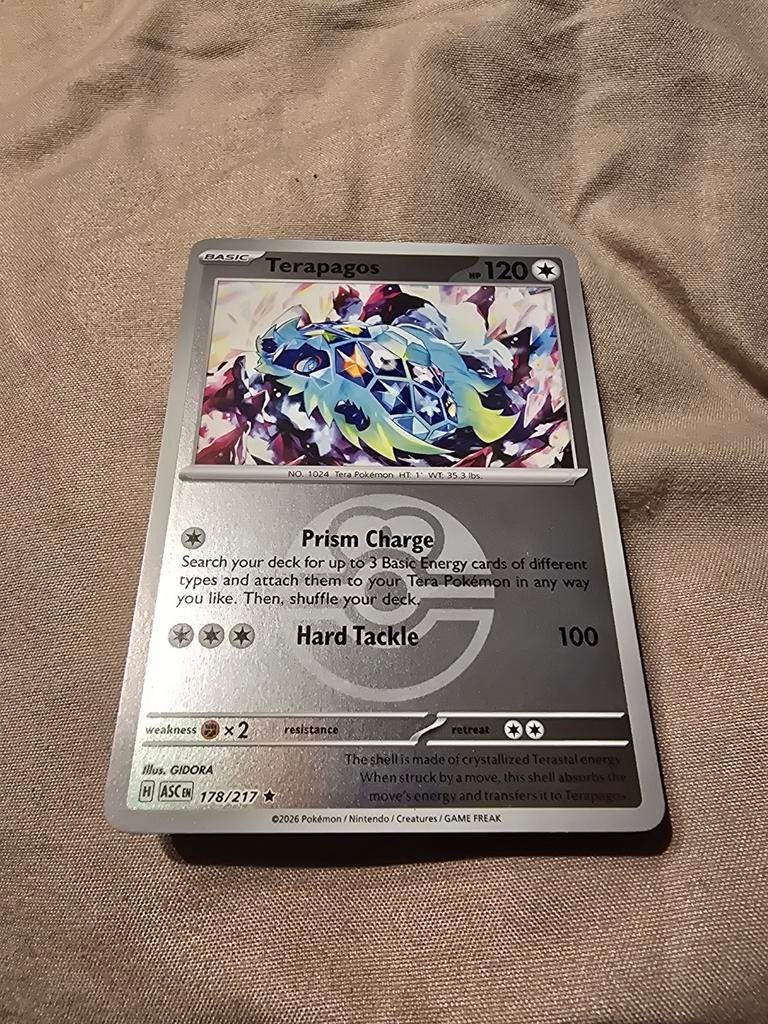 BASIC Terapagos HP 120
NO. 1024 Tera Pokémon HT: 1' WT: 35.3 lbs.
Prism Charge
Search your deck for up to 3 Basic Energy cards of different
types and attach them to your Tera Pokémon in any way
you like. Then, shuffle your deck.
Hard Tackle 100
weakness ×2 resistance retreat
Illus. GIDORA
The shell is made of crystallized Terastal energy.
When struck by a move, this shell absorbs the
move's energy and transfers it to Terapagos.
H ASC EN 178/217 ★
©2026 Pokémon / Nintendo / Creatures / GAME FREAK